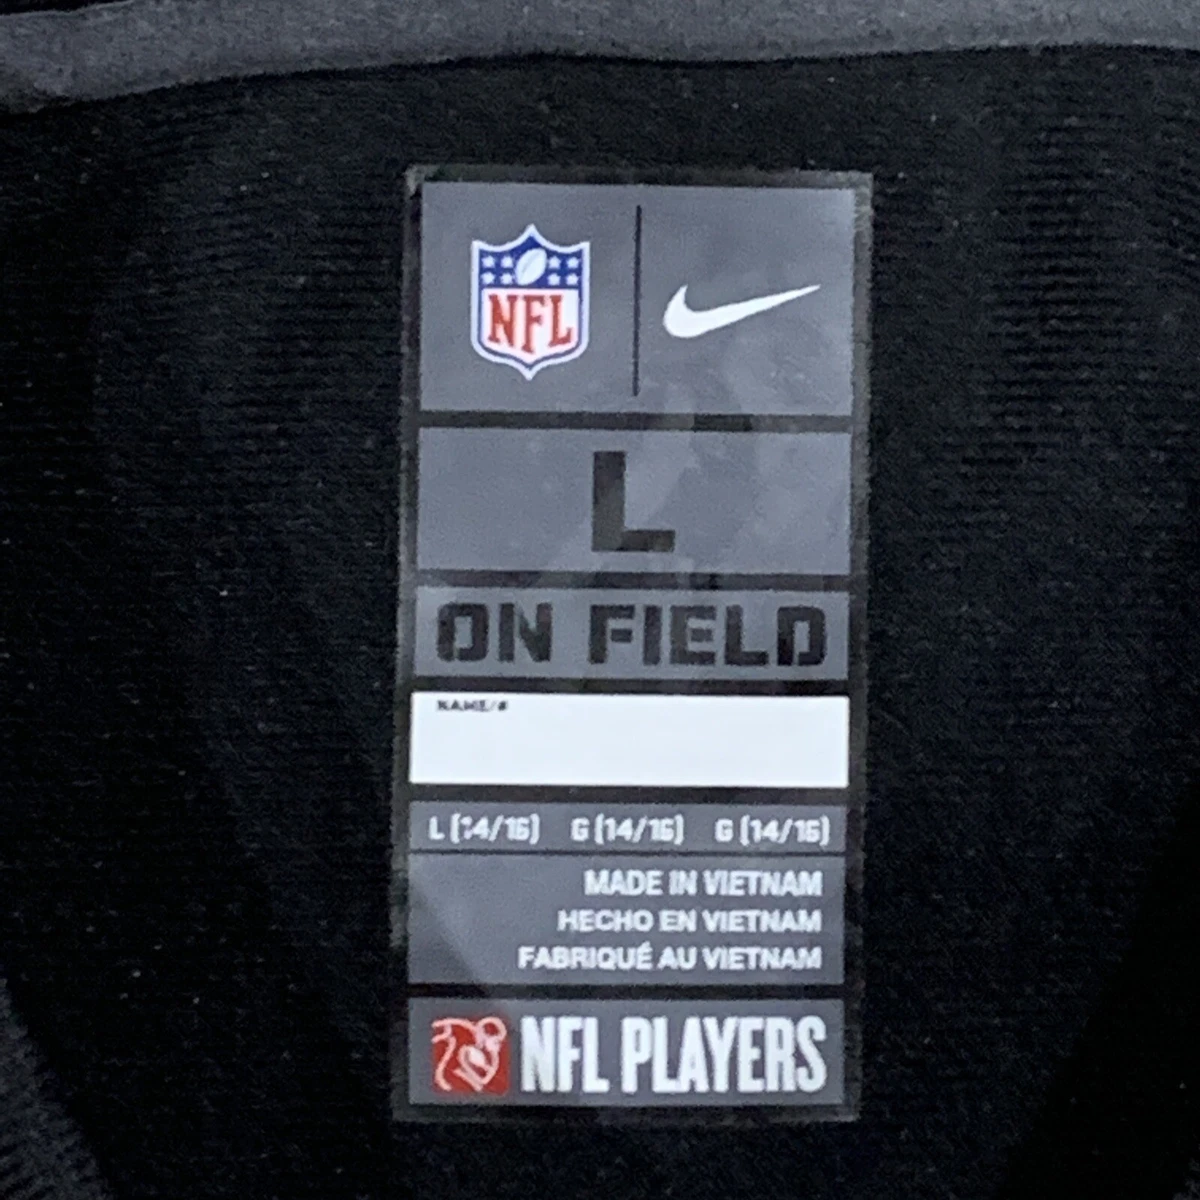 NFL
L
ON FIELD
NAME/#
L (14/16) G (14/16) G (14/16)
MADE IN VIETNAM
HECHO EN VIETNAM
FABRIQUÉ AU VIETNAM
NFL PLAYERS